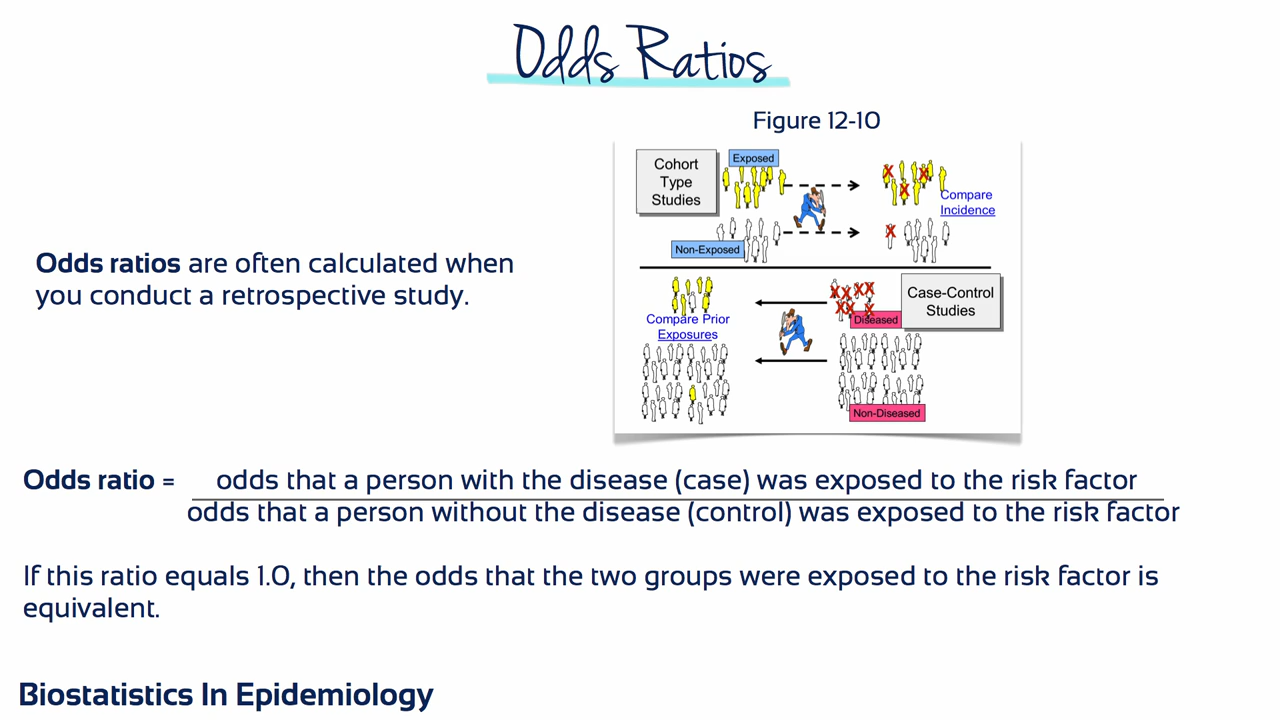 Odds Ratios
Figure 12-10
Cohort
Type
Studies
Exposed
Compare
Incidence
Non-Exposed
Odds ratios are often calculated when
you conduct a retrospective study.
Case-Control
Studies
Diseased
Compare Prior
Exposures
Non-Diseased
Odds ratio = odds that a person with the disease (case) was exposed to the risk factor
odds that a person without the disease (control) was exposed to the risk factor
If this ratio equals 1.0, then the odds that the two groups were exposed to the risk factor is
equivalent.
Biostatistics In Epidemiology